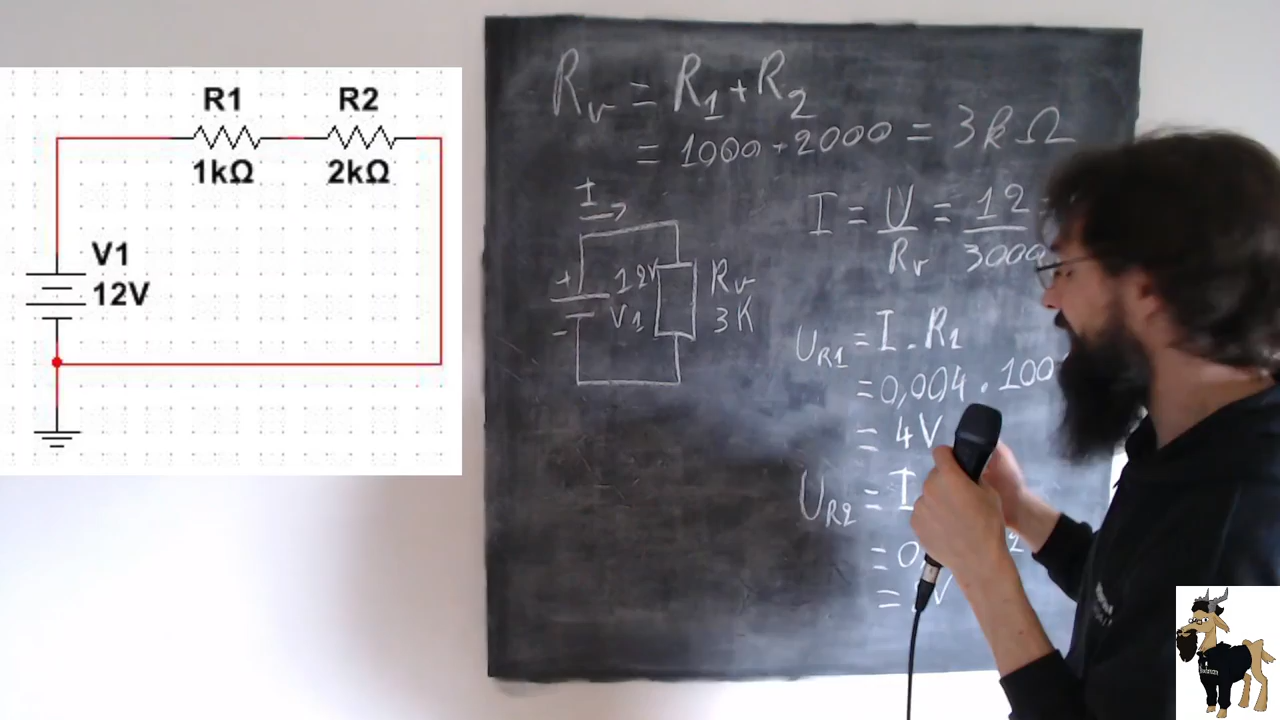 R1 R2
1kΩ 2kΩ
V1
12V
Rv = R1 + R2
= 1000 + 2000 = 3kΩ
I
+ 12V Rv
V1 3K
-
I = U/Rv = 12/3000
UR1 = I . R1
= 0,004 . 100
= 4V
UR2 = I
= 0,
= V